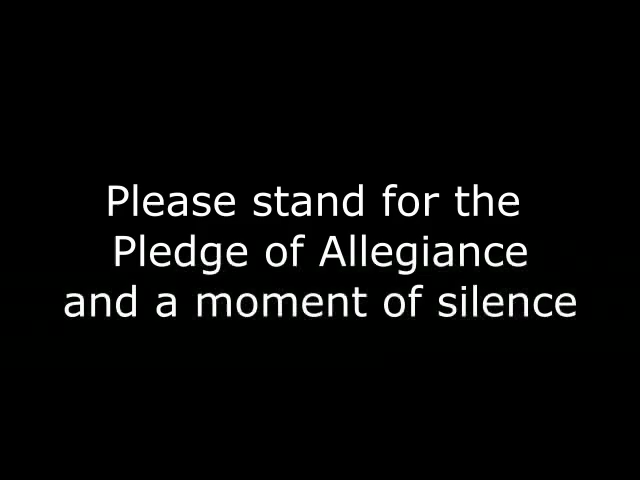 Please stand for the
Pledge of Allegiance
and a moment of silence